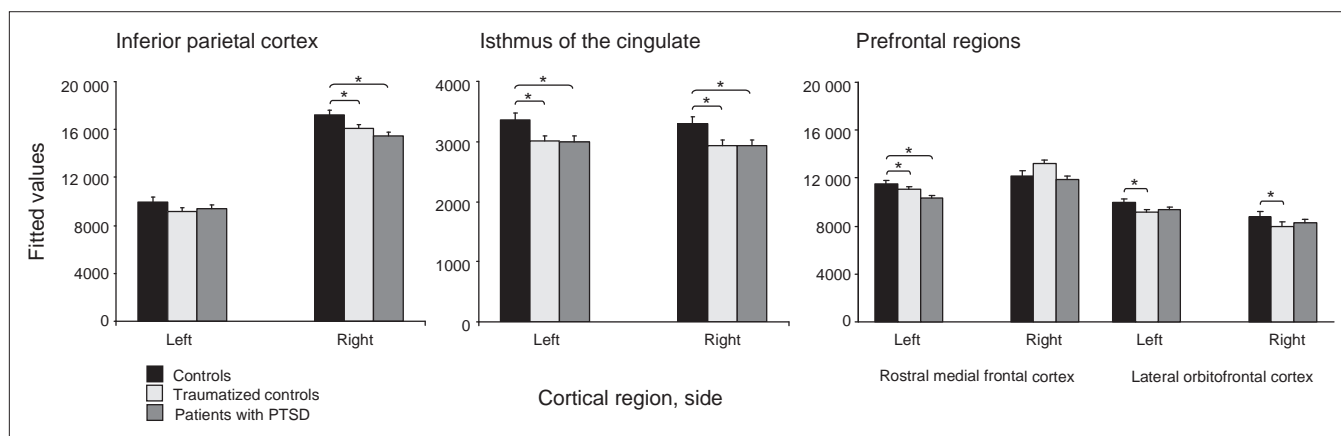 Inferior parietal cortex
Isthmus of the cingulate
Prefrontal regions
Fitted values
20 000
16 000
12 000
8000
4000
0
*
*
Left
Right
4000
3000
2000
1000
0
*
*
*
*
Left
Right
20 000
16 000
12 000
8000
4000
0
*
*
*
*
Left
Right
Left
Right
Rostral medial frontal cortex
Lateral orbitofrontal cortex
Controls
Traumatized controls
Patients with PTSD
Cortical region, side